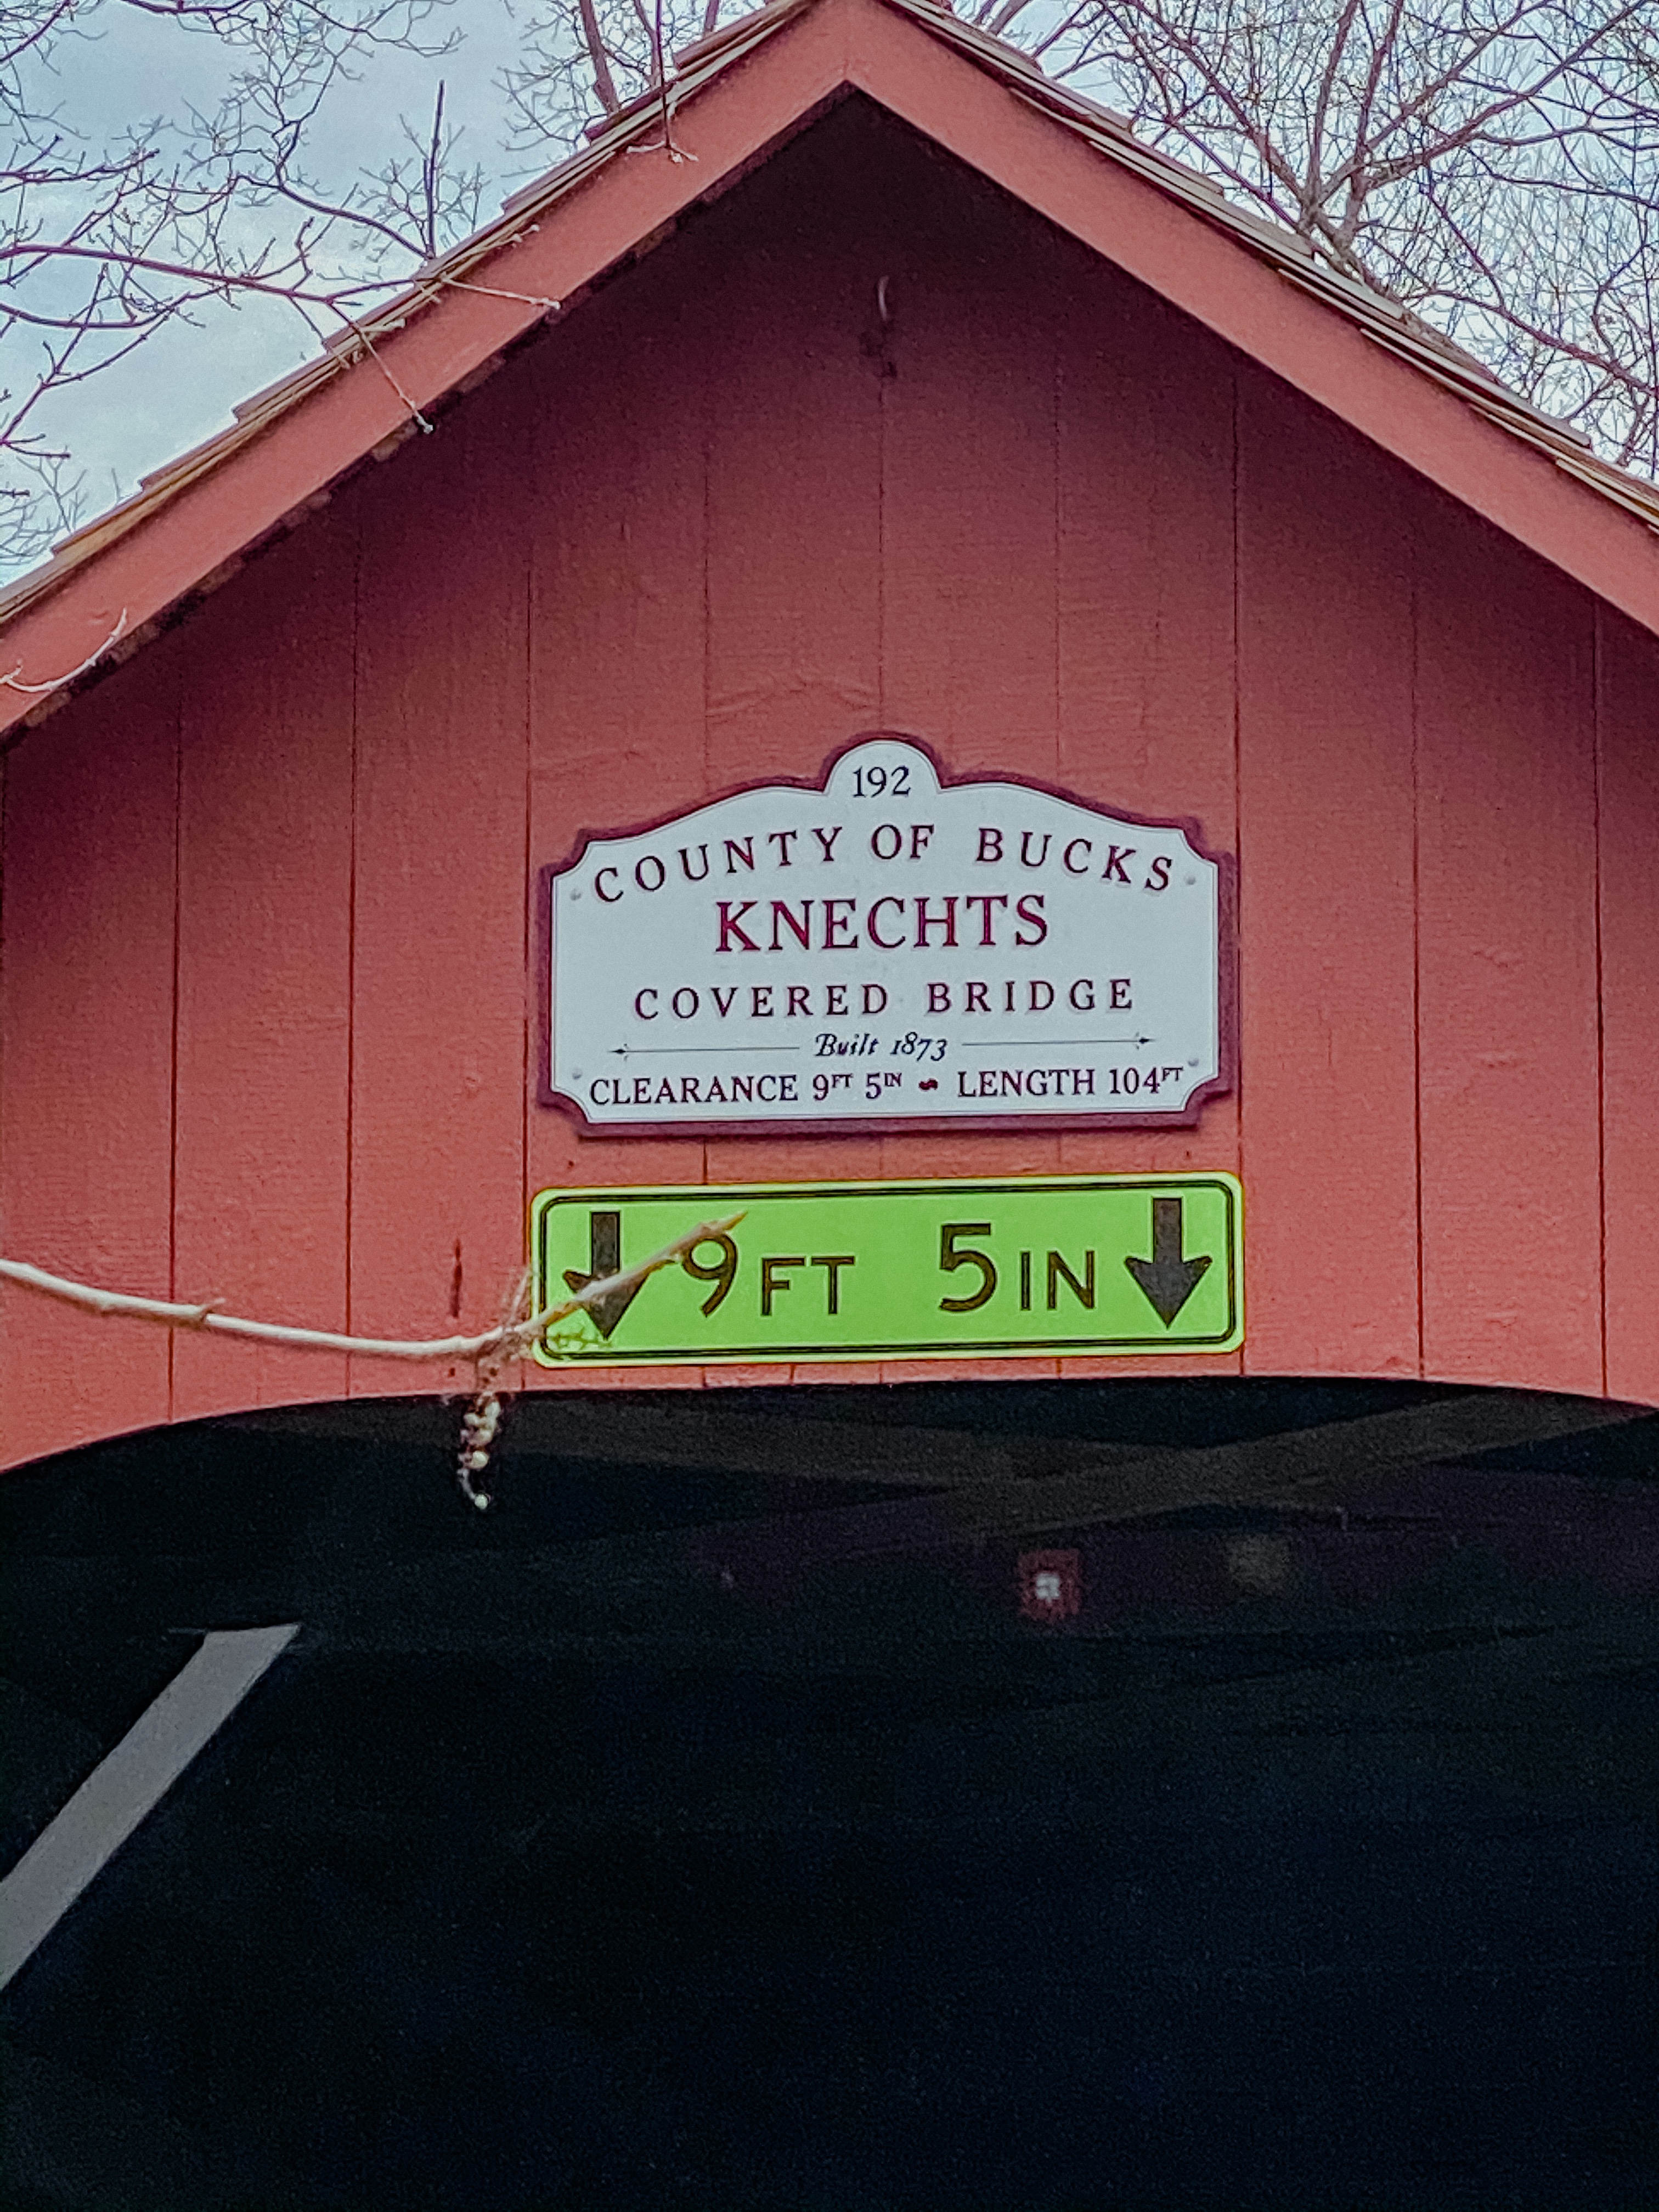 192
COUNTY OF BUCKS
KNECHTS
COVERED BRIDGE
Built 1873
CLEARANCE 9FT 5IN ~ LENGTH 104FT
9FT 5IN